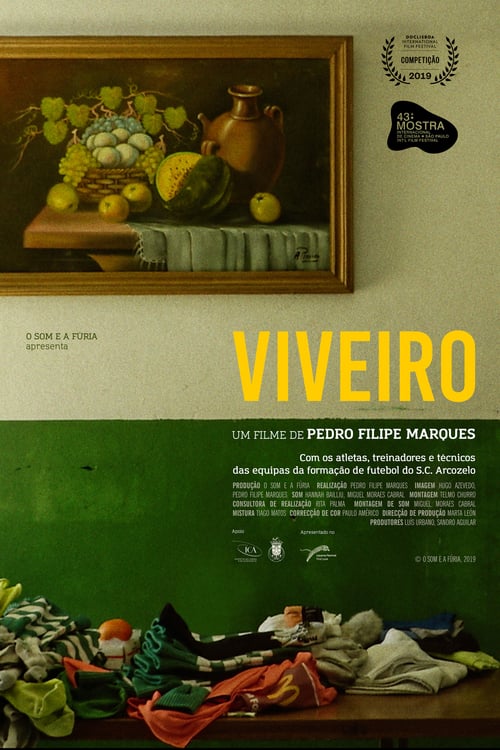 DOCLISBOA
INTERNATIONAL
FILM FESTIVAL
COMPETIÇÃO
2019
43ª
MOSTRA
INTERNACIONAL
DE CINEMA • SÃO PAULO
INT'L FILM FESTIVAL
O SOM E A FÚRIA
apresenta
VIVEIRO
UM FILME DE PEDRO FILIPE MARQUES
Com os atletas, treinadores e técnicos
das equipas da formação de futebol do S.C. Arcozelo
PRODUÇÃO O SOM E A FÚRIA REALIZAÇÃO PEDRO FILIPE MARQUES IMAGEM HUGO AZEVEDO,
PEDRO FILIPE MARQUES SOM HANNAH BAILLIU, MIGUEL MORAES CABRAL MONTAGEM TELMO CHURRO
CONSULTORA DE REALIZAÇÃO RITA PALMA MONTAGEM DE SOM MIGUEL MORAES CABRAL
MISTURA TIAGO MATOS CORRECÇÃO DE COR PAULO AMÉRICO DIRECÇÃO DE PRODUÇÃO MARTA LEÓN
PRODUTORES LUÍS URBANO, SANDRO AGUILAR
Apoio
Apresentado no
ICA
© O SOM E A FÚRIA, 2019